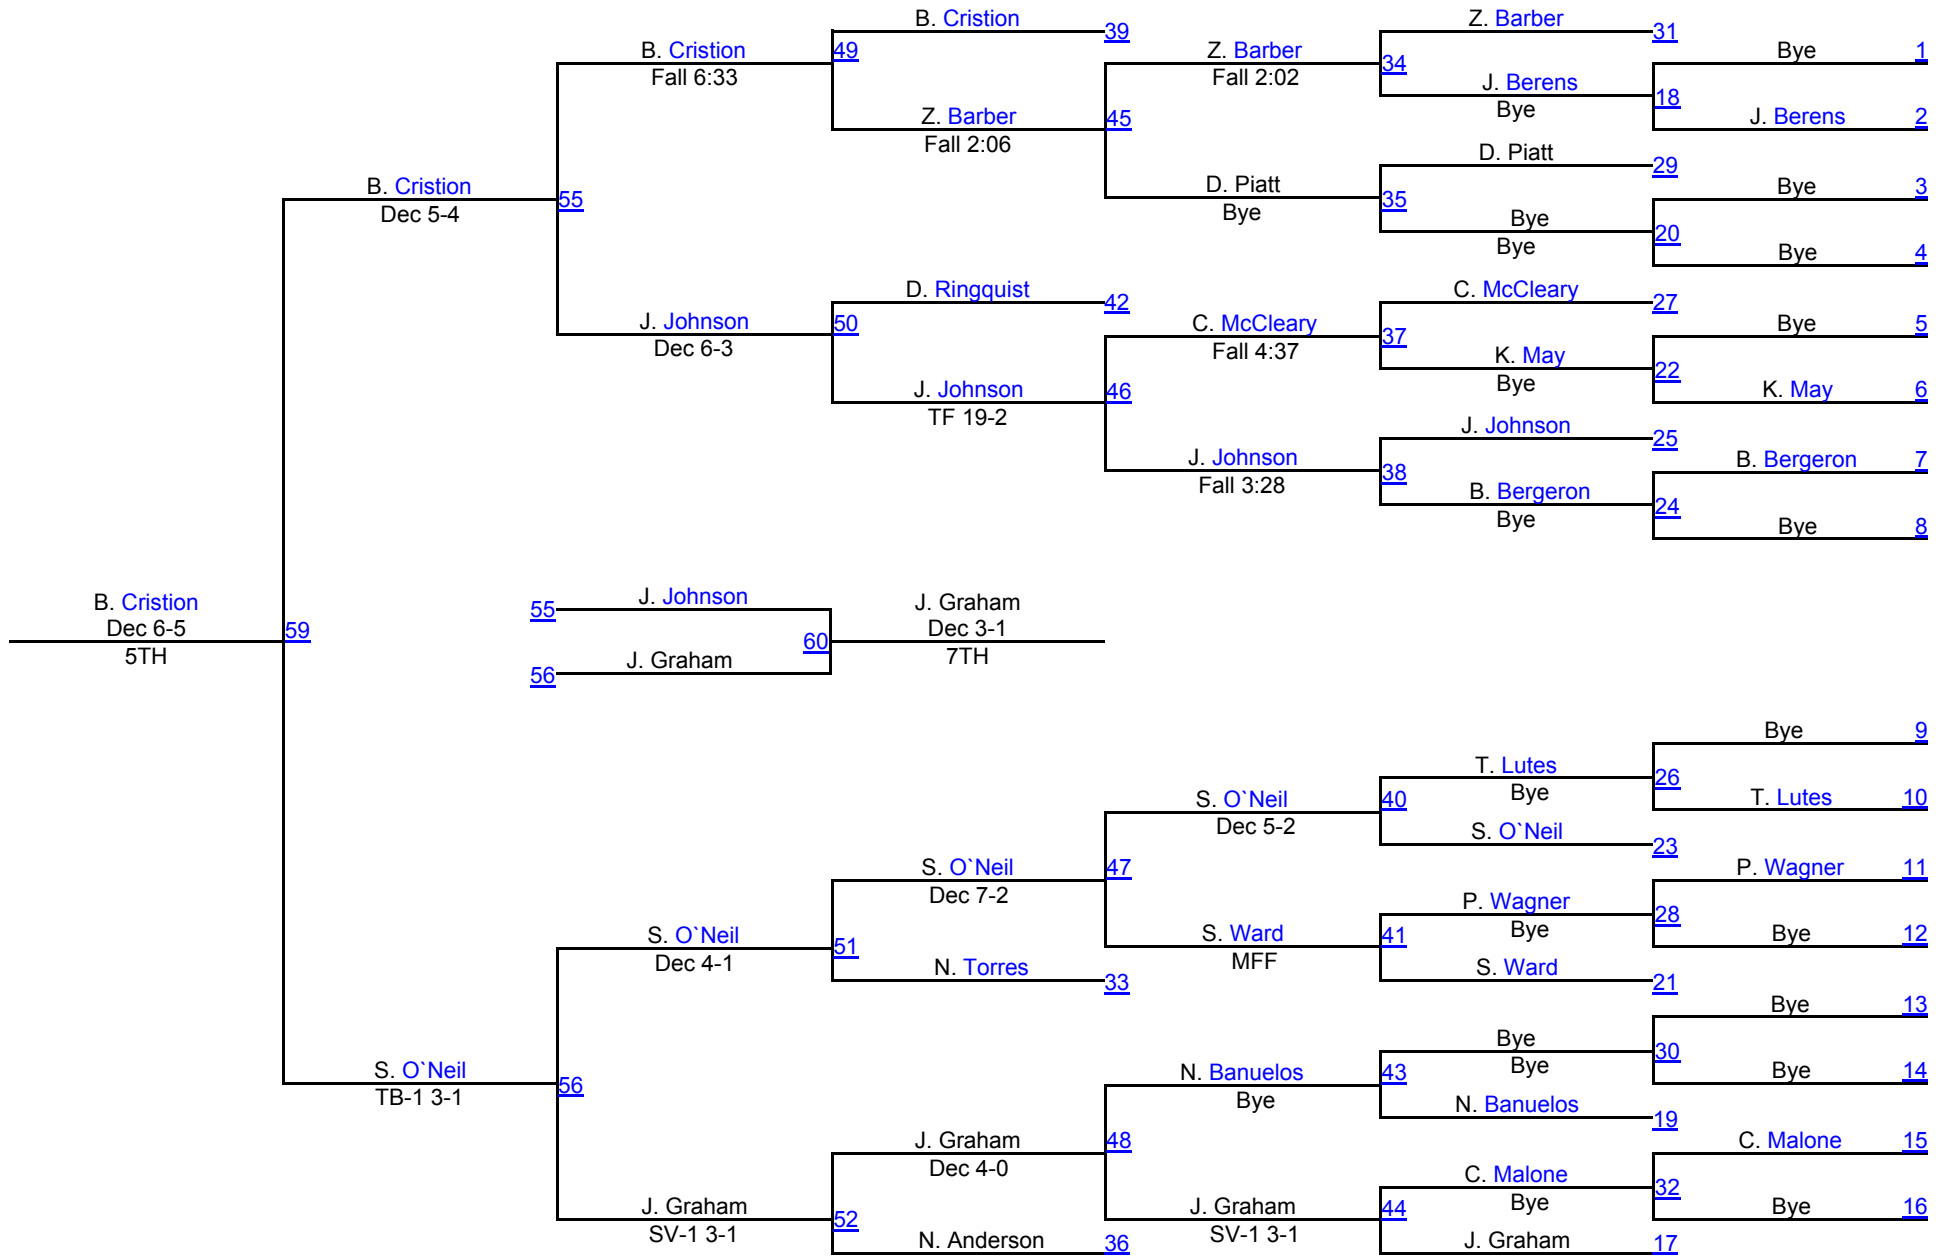 B. Cristion
39
Z. Barber
31
B. Cristion
49
Fall 6:33
Z. Barber
34
Fall 2:02
Bye
1
J. Berens
18
Bye
Z. Barber
45
Fall 2:06
J. Berens
2
D. Piatt
29
B. Cristion
55
Dec 5-4
D. Piatt
35
Bye
Bye
3
Bye
20
Bye
Bye
4
D. Ringquist
42
C. McCleary
27
J. Johnson
50
Dec 6-3
C. McCleary
37
Fall 4:37
Bye
5
K. May
22
Bye
J. Johnson
46
TF 19-2
K. May
6
J. Johnson
25
J. Johnson
38
Fall 3:28
B. Bergeron
7
B. Bergeron
24
Bye
Bye
8
B. Cristion
Dec 6-5
59
5TH
55
J. Johnson
60
56
J. Graham
J. Graham
Dec 3-1
7TH
Bye
9
T. Lutes
26
Bye
T. Lutes
10
S. O`Neil
40
Dec 5-2
S. O`Neil
23
S. O`Neil
47
Dec 7-2
P. Wagner
11
P. Wagner
28
Bye
Bye
12
S. O`Neil
51
Dec 4-1
S. Ward
41
MFF
N. Torres
33
S. Ward
21
Bye
13
Bye
30
Bye
Bye
14
S. O`Neil
56
TB-1 3-1
N. Banuelos
43
Bye
N. Banuelos
19
J. Graham
48
Dec 4-0
C. Malone
15
C. Malone
32
Bye
Bye
16
J. Graham
52
SV-1 3-1
J. Graham
44
SV-1 3-1
N. Anderson
36
J. Graham
17